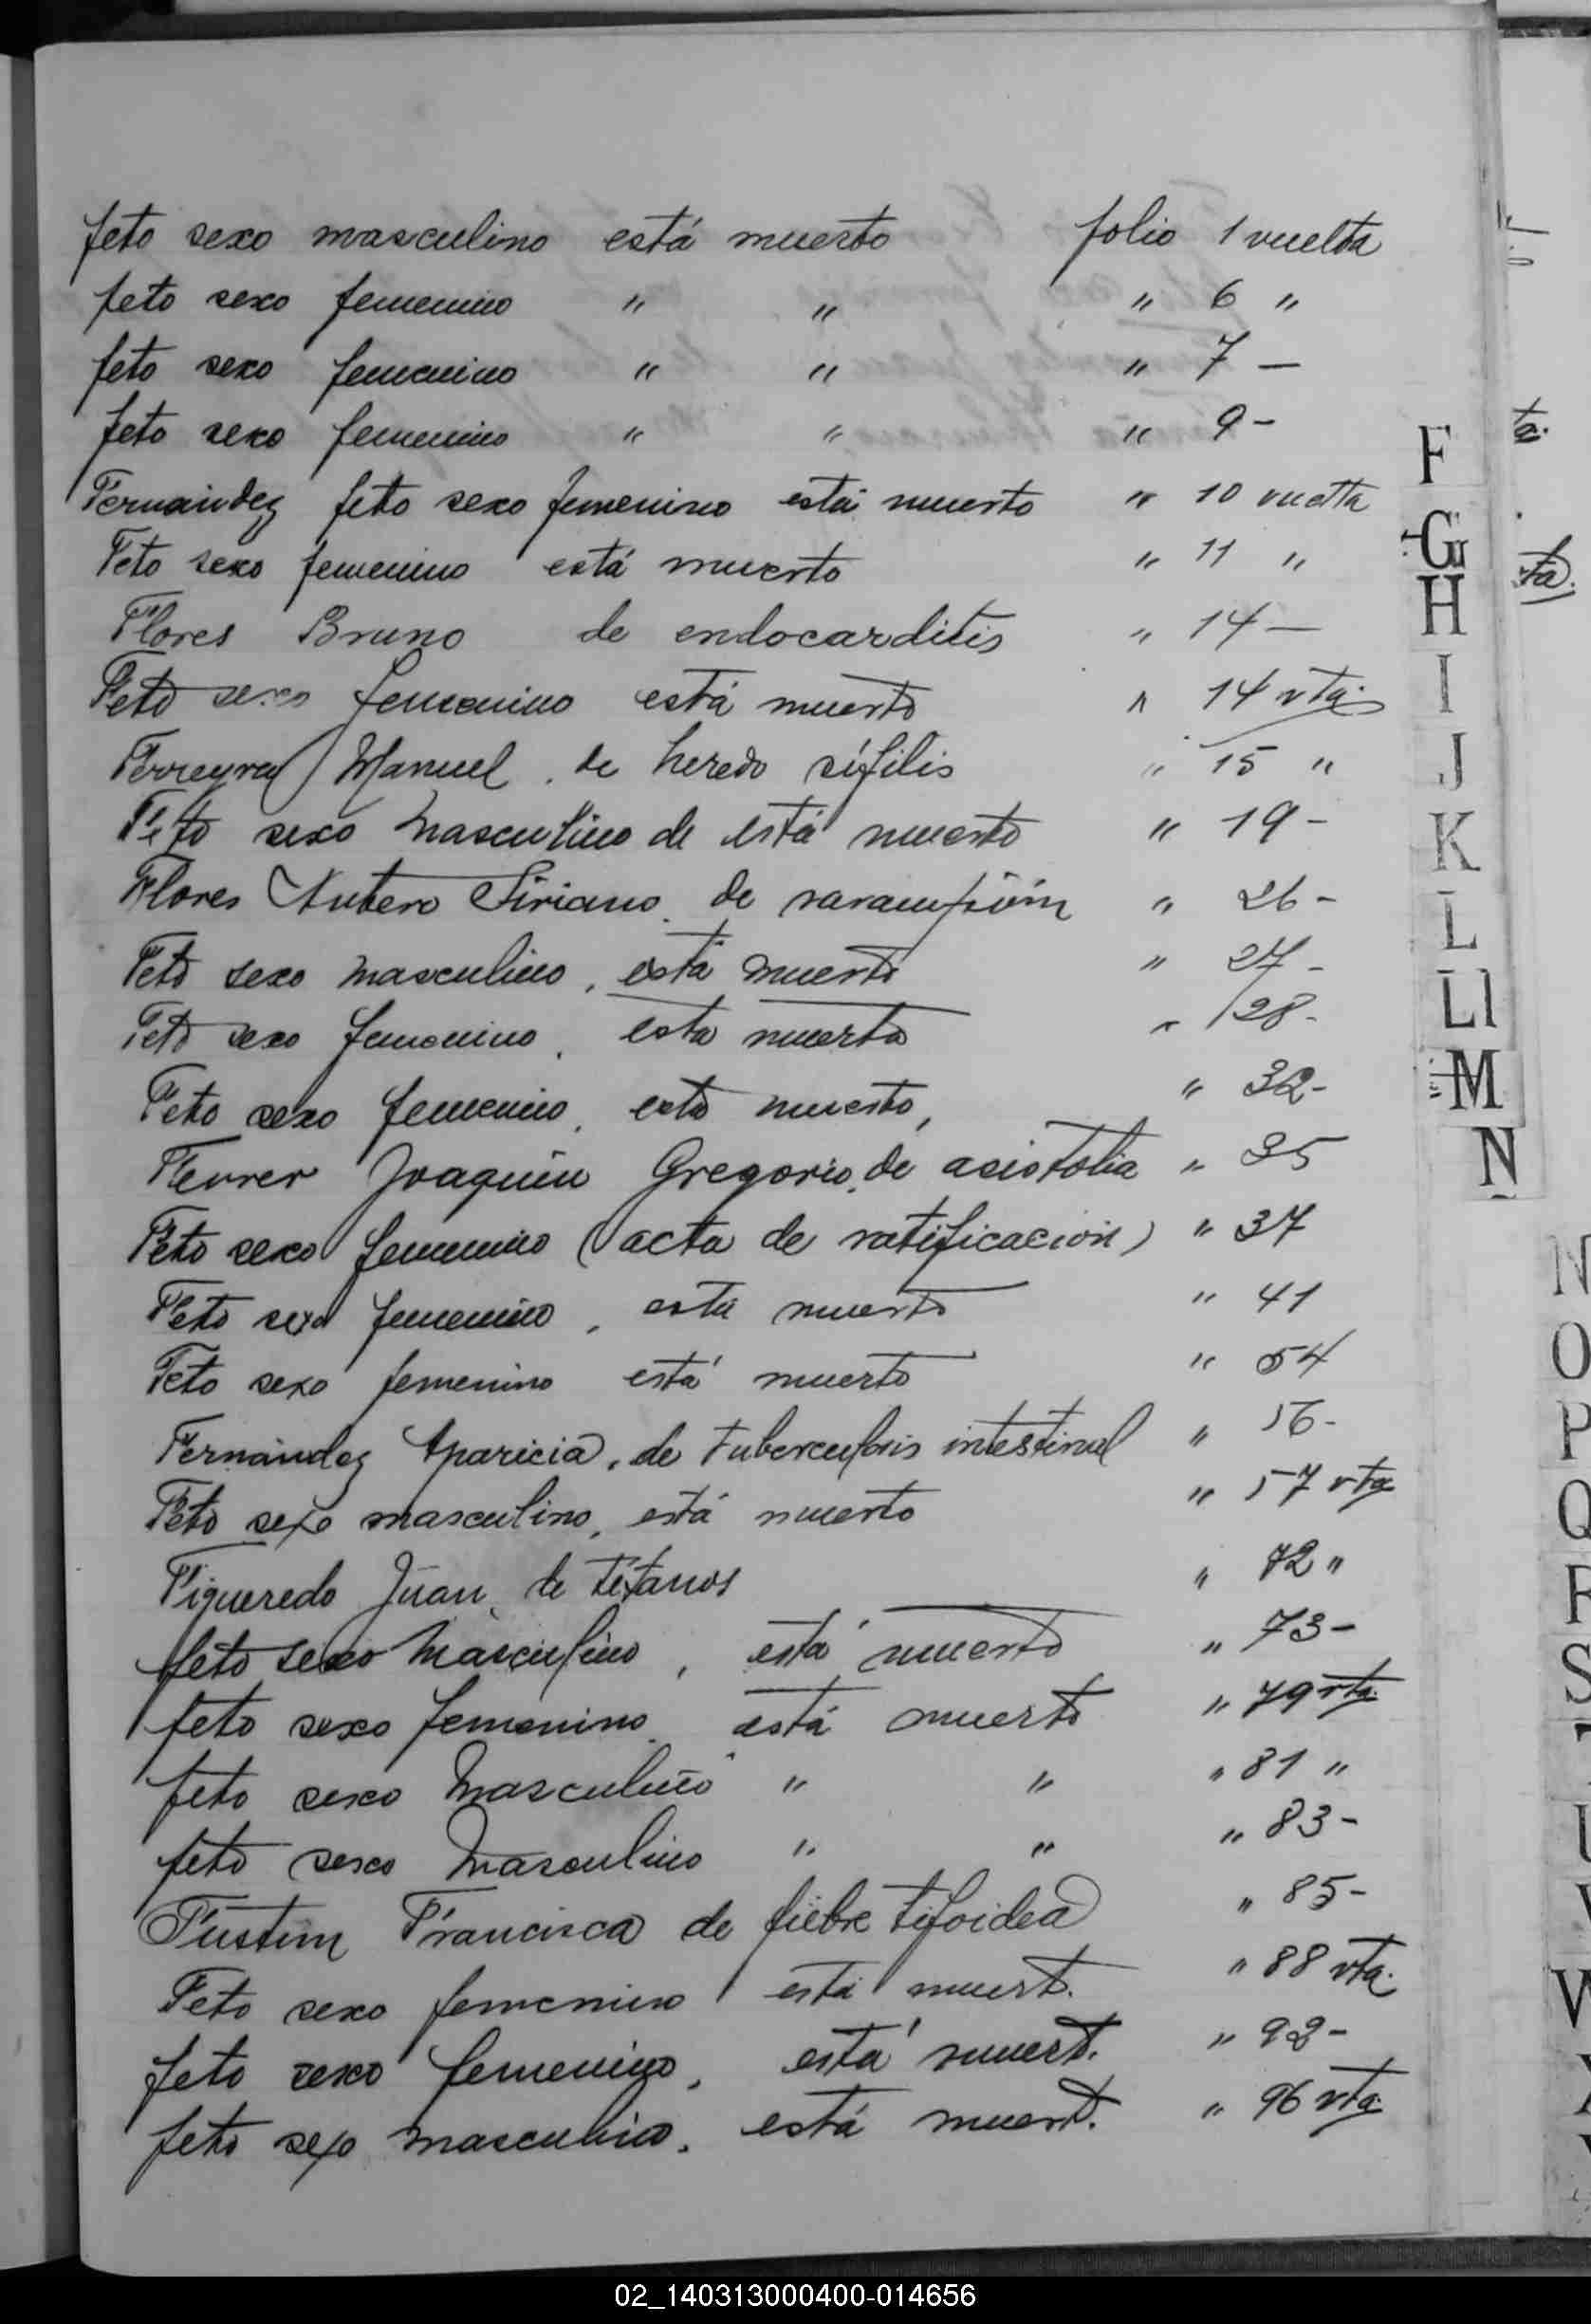 feto sexo masculino está muerto folio 1 vuelta
feto sexo femenino " " " 6 "
feto sexo femenino " " " 7 —
feto sexo femenino " " " 9 -
Fernández feto sexo femenino está muerto " 10 vuelta
Feto sexo femenino está muerto " 11 "
Flores Bruno de endocarditis " 14 —
Feto sexo femenino está muerto " 14 vta.
Ferreyra Manuel, de heredo sífilis " 15 "
Feto sexo masculino de está muerto " 19 -
Flores de sarampión " 26 -
Feto sexo masculino, está muerto " 27 -
Feto sexo femenino, esta muerto " 28 -
Feto sexo femenino, esta muerto, " 32 -
Joaquín Gregorio, de asistolia " 35
Feto sexo femenino (acta de ratificación) " 37
Feto sexo femenino, está muerto " 41
Feto sexo femenino está muerto " 54
Fernández Aparicia, de tuberculosis intestinal " 56 -
Feto sexo masculino, está muerto " 57 vta
Figueredo Juan, de tétanos " 72 "
feto sexo masculino, está muerto " 73 -
feto sexo femenino, está muerto " 79 vta.
feto sexo masculino " " " 81 "
feto sexo masculino " " " 83 -
Francisca de fiebre tifoidea " 85 -
Feto sexo femenino está muert. " 88 vta.
feto sexo femenino, está muert. " 92 -
feto sexo masculino, está muert. " 96 vta.
F
G
H
I
J
K
L
Ll
M
N
N
O
P
Q
R
S
U
V
W
X
Y
02_140313000400-014656